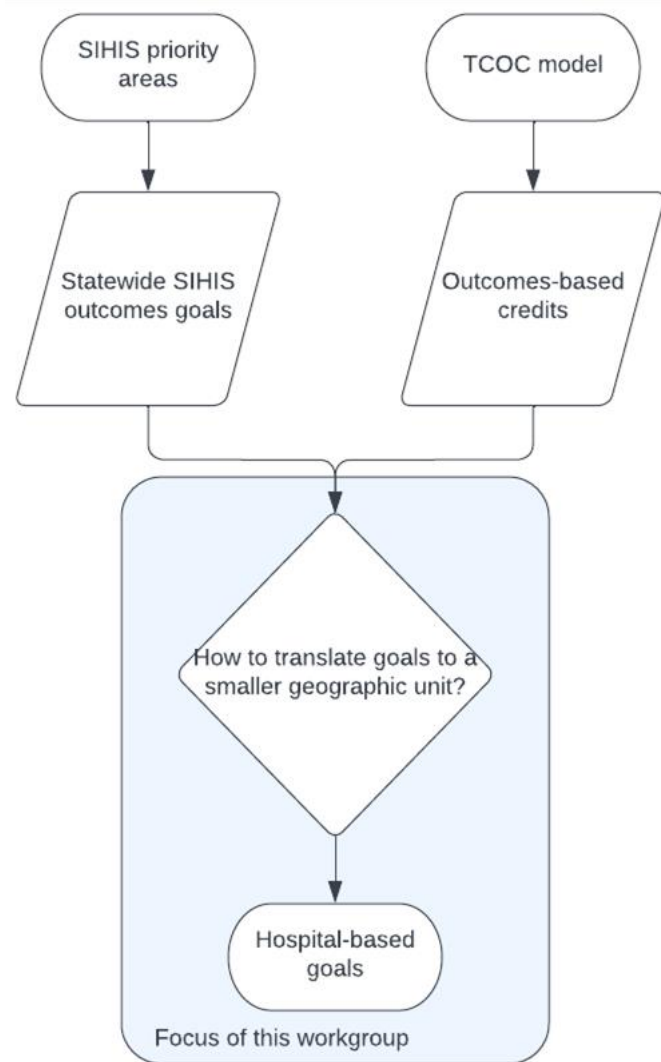 SIHIS priority
areas
TCOC model
Statewide SIHIS
outcomes goals
Outcomes-based
credits
How to translate goals to a
smaller geographic unit?
Hospital-based
goals
Focus of this workgroup